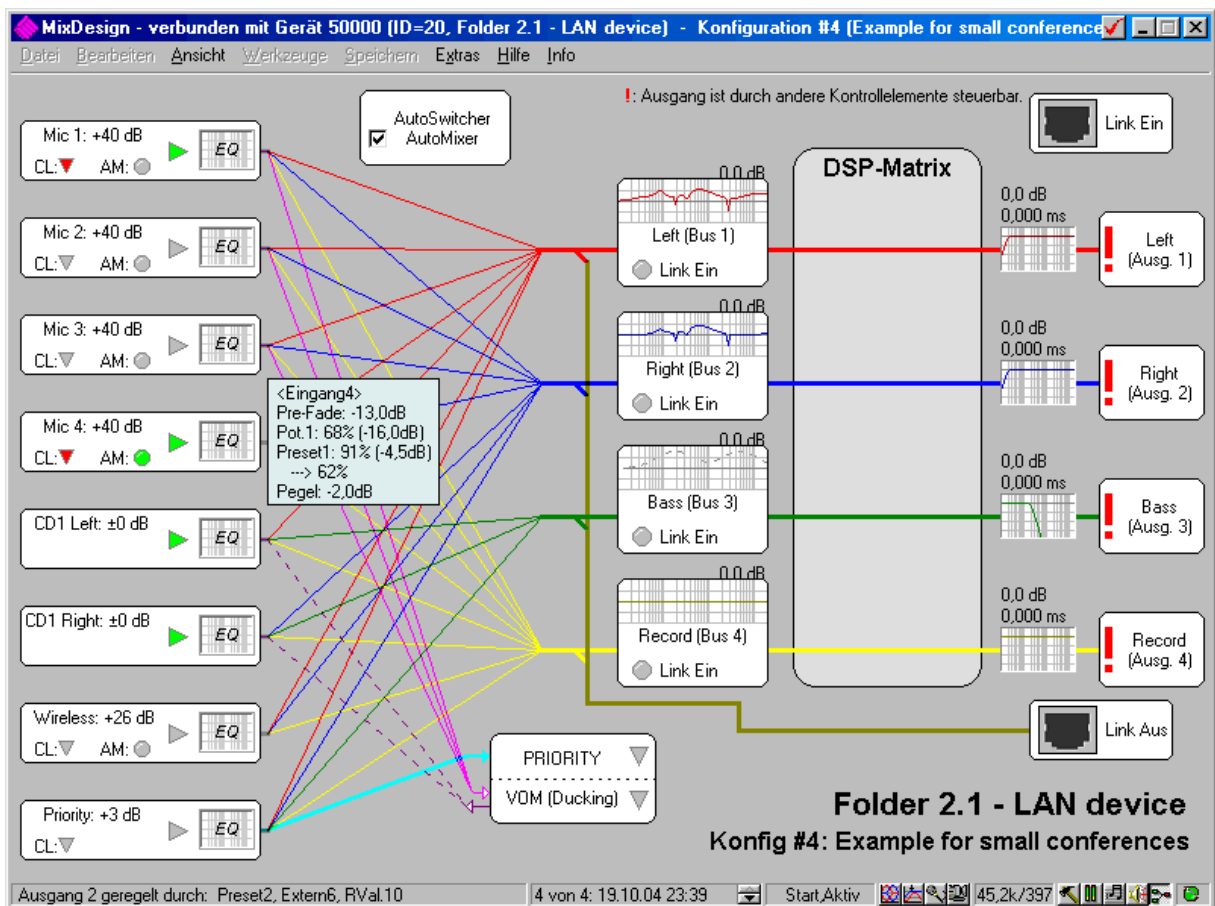 MixDesign - verbunden mit Gerät 50000 (ID=20, Folder 2.1 - LAN device) - Konfiguration #4 (Example for small conference
Datei Bearbeiten Ansicht Werkzeuge Speichern Extras Hilfe Info
!: Ausgang ist durch andere Kontrollelemente steuerbar.
Link Ein
AutoSwitcher
AutoMixer
Mic 1: +40 dB
EQ
CL: AM:
Mic 2: +40 dB
EQ
CL: AM:
Mic 3: +40 dB
EQ
CL: AM:
Mic 4: +40 dB
EQ
CL: AM:
CD1 Left: ±0 dB
EQ
CD1 Right: ±0 dB
EQ
Wireless: +26 dB
EQ
CL: AM:
Priority: +3 dB
EQ
CL:
<Eingang4>
Pre-Fade: -13,0dB
Pot.1: 68% (-16,0dB)
Preset1: 91% (-4,5dB)
---> 62%
Pegel: -2,0dB
0,0 dB
Left (Bus 1)
Link Ein
0,0 dB
Right (Bus 2)
Link Ein
0,0 dB
Bass (Bus 3)
Link Ein
0,0 dB
Record (Bus 4)
Link Ein
DSP-Matrix
0,0 dB
0,000 ms
Left
(Ausg. 1)
0,0 dB
0,000 ms
Right
(Ausg. 2)
0,0 dB
0,000 ms
Bass
(Ausg. 3)
0,0 dB
0,000 ms
Record
(Ausg. 4)
Link Aus
PRIORITY
VOM (Ducking)
Folder 2.1 - LAN device
Konfig #4: Example for small conferences
Ausgang 2 geregelt durch: Preset2, Extern6, RVal.10
4 von 4: 19.10.04 23:39
Start,Aktiv
45,2k/397